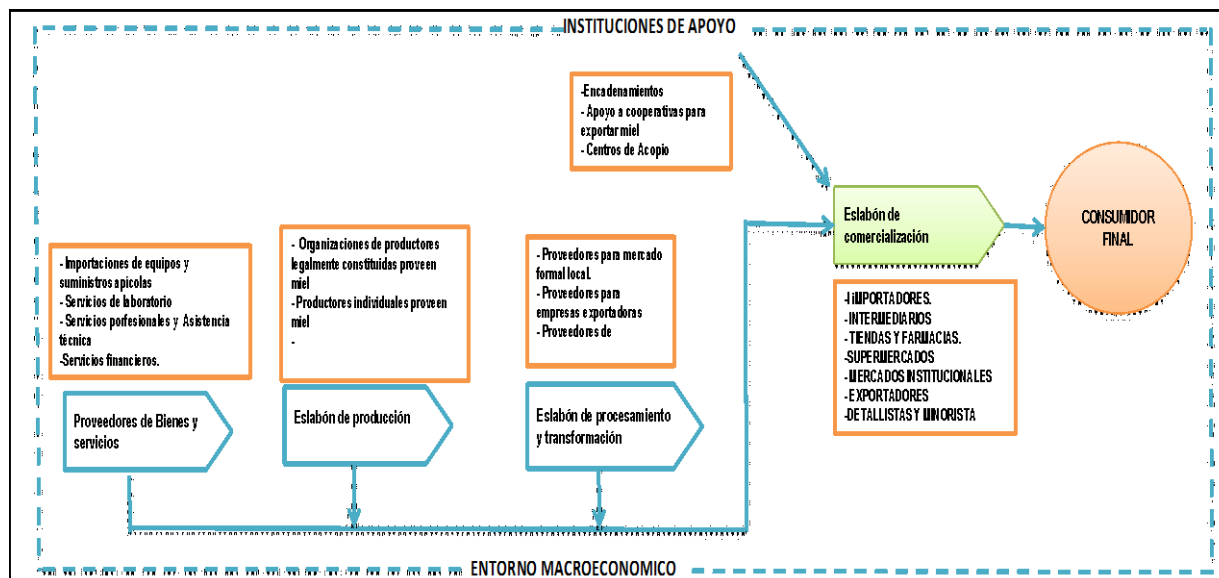 INSTITUCIONES DE APOYO
-Encadenamientos
- Apoyo a cooperativas para
exportar miel
- Centros de Acopio
Eslabón de
comercialización
CONSUMIDOR
FINAL
- Importaciones de equipos y
suministros apicolas
- Servicios de laboratorio
- Servicios porfesionales y Asistencia
técnica
-Servicios financieros.
- Organizaciones de productores
legalmente constituidas proveen
miel
-Productores individuales proveen
miel
-
- Proveedores para mercado
formal local.
- Proveedores para
empresas exportadoras
- Proveedores de
-IMPORTADORES.
-INTERMEDIARIOS
- TIENDAS Y FARMACIAS.
-SUPERMERCADOS
-MERCADOS INSTITUCIONALES
- EXPORTADORES
-DETALLISTAS Y MINORISTA
Proveedores de Bienes y
servicios
Eslabón de producción
Eslabón de procesamiento
y transformación
ENTORNO MACROECONOMICO